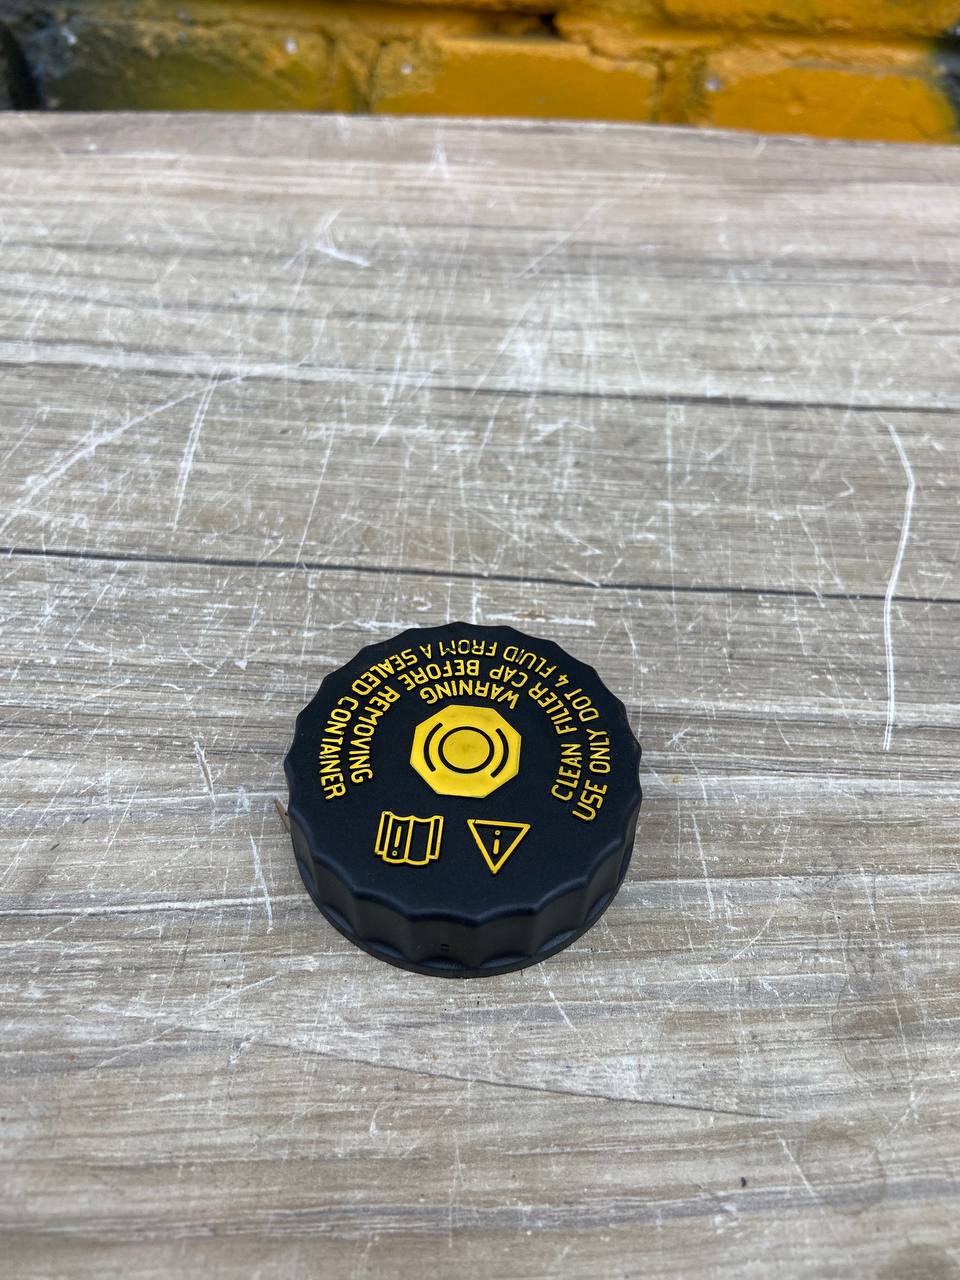 WARNING
CLEAN FILLER CAP BEFORE REMOVING
USE ONLY DOT 4 FLUID FROM A SEALED CONTAINER